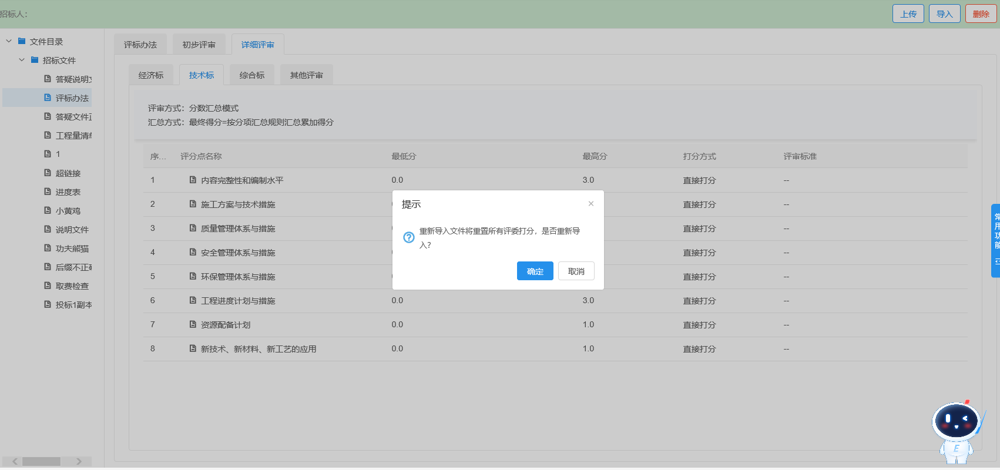 招标人：
上传
导入
删除
文件目录
招标文件
答疑说明文
评标办法
答疑文件正
工程量清单
1
超链接
进度表
小黄鸡
说明文件
功夫熊猫
后缀不正确
取费检查
投标1副本
评标办法
初步评审
详细评审
经济标
技术标
综合标
其他评审
评审方式：分数汇总模式
汇总方式：最终得分=按分项汇总规则汇总累加得分
序... 评分点名称 最低分 最高分 打分方式 评审标准
1 内容完整性和编制水平 0.0 3.0 直接打分 --
2 施工方案与技术措施 直接打分 --
3 质量管理体系与措施 直接打分 --
4 安全管理体系与措施 直接打分 --
5 环保管理体系与措施 直接打分 --
6 工程进度计划与措施 0.0 3.0 直接打分 --
7 资源配备计划 0.0 1.0 直接打分 --
8 新技术、新材料、新工艺的应用 0.0 1.0 直接打分 --
提示
重新导入文件将重置所有评委打分，是否重新导
入？
确定
取消
常用功能
E